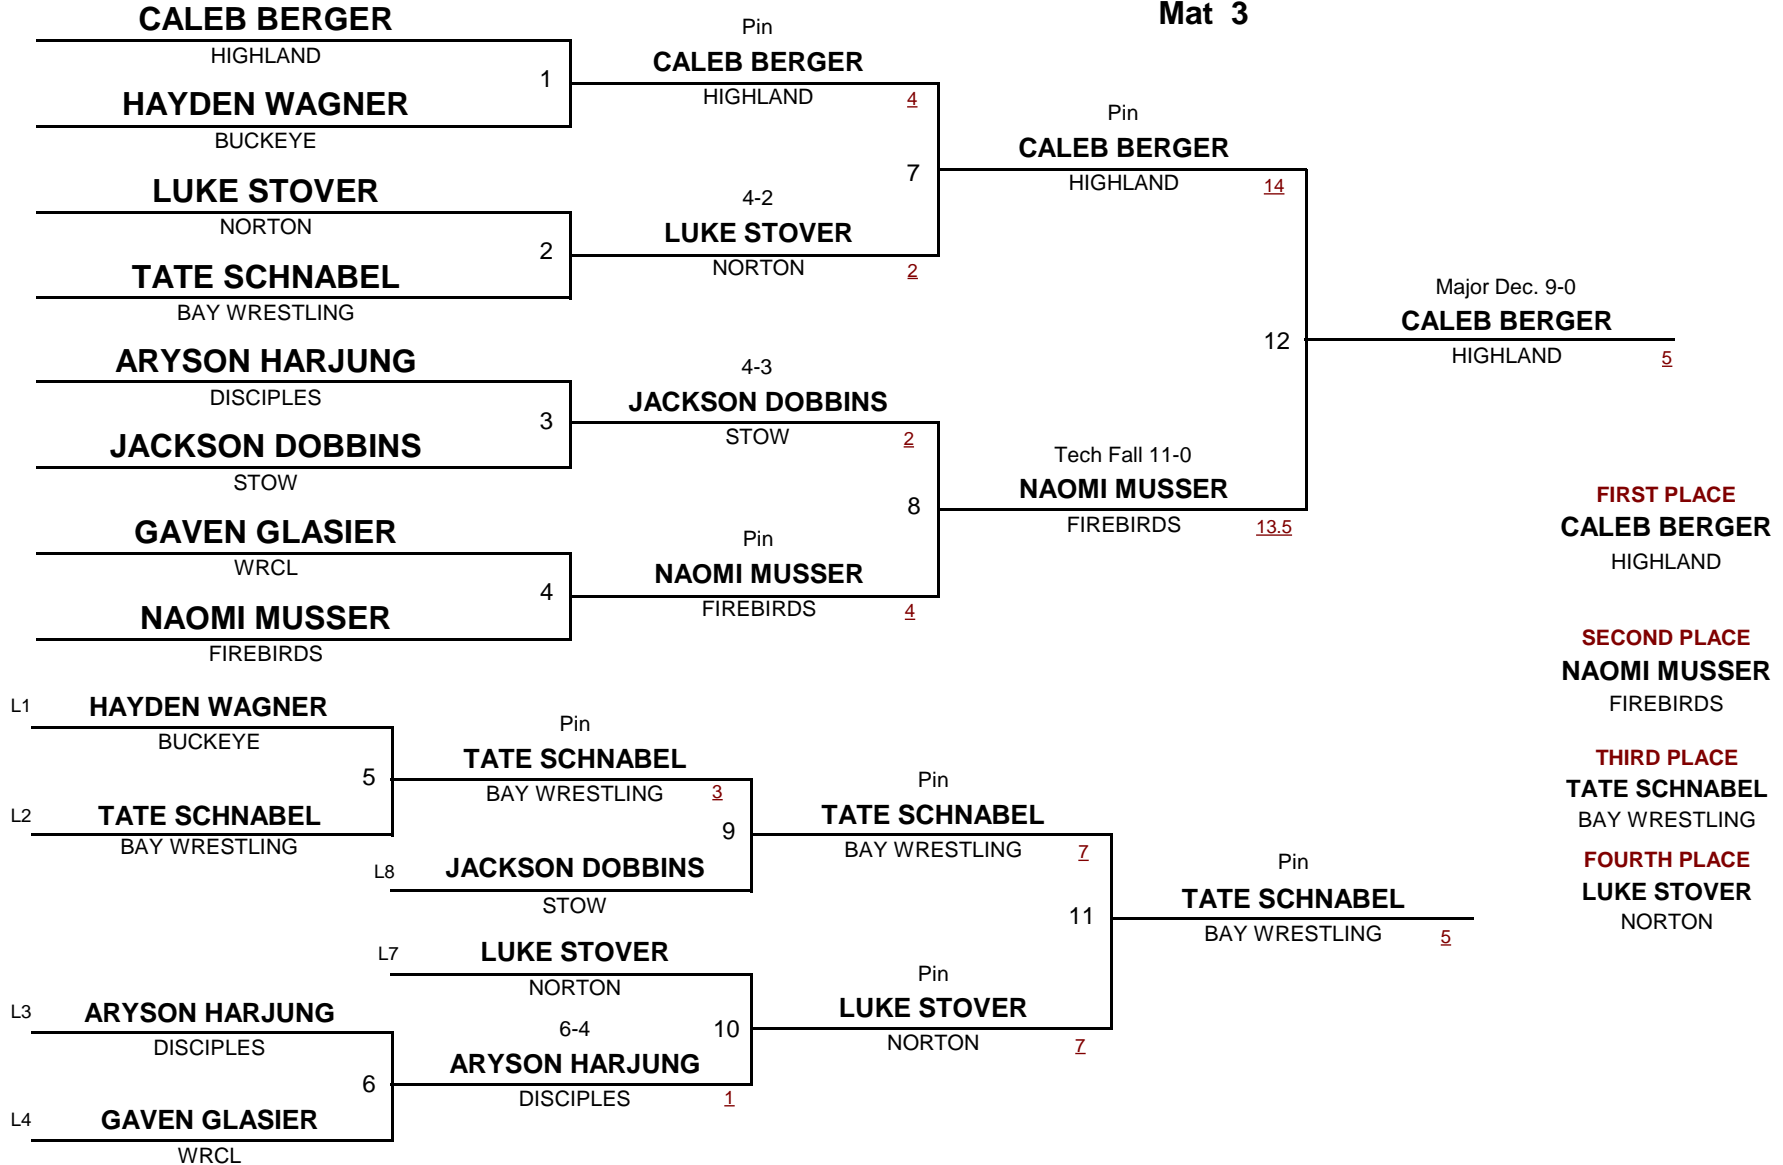 Mat 3
CALEB BERGER
HIGHLAND
1
HAYDEN WAGNER
BUCKEYE
LUKE STOVER
NORTON
2
TATE SCHNABEL
BAY WRESTLING
ARYSON HARJUNG
DISCIPLES
3
JACKSON DOBBINS
STOW
GAVEN GLASIER
WRCL
4
NAOMI MUSSER
FIREBIRDS
Pin
CALEB BERGER
HIGHLAND 4
7
4-2
LUKE STOVER
NORTON 2
4-3
JACKSON DOBBINS
STOW 2
8
Pin
NAOMI MUSSER
FIREBIRDS 4
Pin
CALEB BERGER
HIGHLAND 14
12
Tech Fall 11-0
NAOMI MUSSER
FIREBIRDS 13.5
Major Dec. 9-0
CALEB BERGER
HIGHLAND 5
L1 HAYDEN WAGNER
BUCKEYE
5
L2 TATE SCHNABEL
BAY WRESTLING
L3 ARYSON HARJUNG
DISCIPLES
6
L4 GAVEN GLASIER
WRCL
Pin
TATE SCHNABEL
BAY WRESTLING 3
9
L8 JACKSON DOBBINS
STOW
L7 LUKE STOVER
NORTON
6-4 10
ARYSON HARJUNG
DISCIPLES 1
Pin
TATE SCHNABEL
BAY WRESTLING 7
11
Pin
LUKE STOVER
NORTON 7
Pin
TATE SCHNABEL
BAY WRESTLING 5
FIRST PLACE
CALEB BERGER
HIGHLAND
SECOND PLACE
NAOMI MUSSER
FIREBIRDS
THIRD PLACE
TATE SCHNABEL
BAY WRESTLING
FOURTH PLACE
LUKE STOVER
NORTON